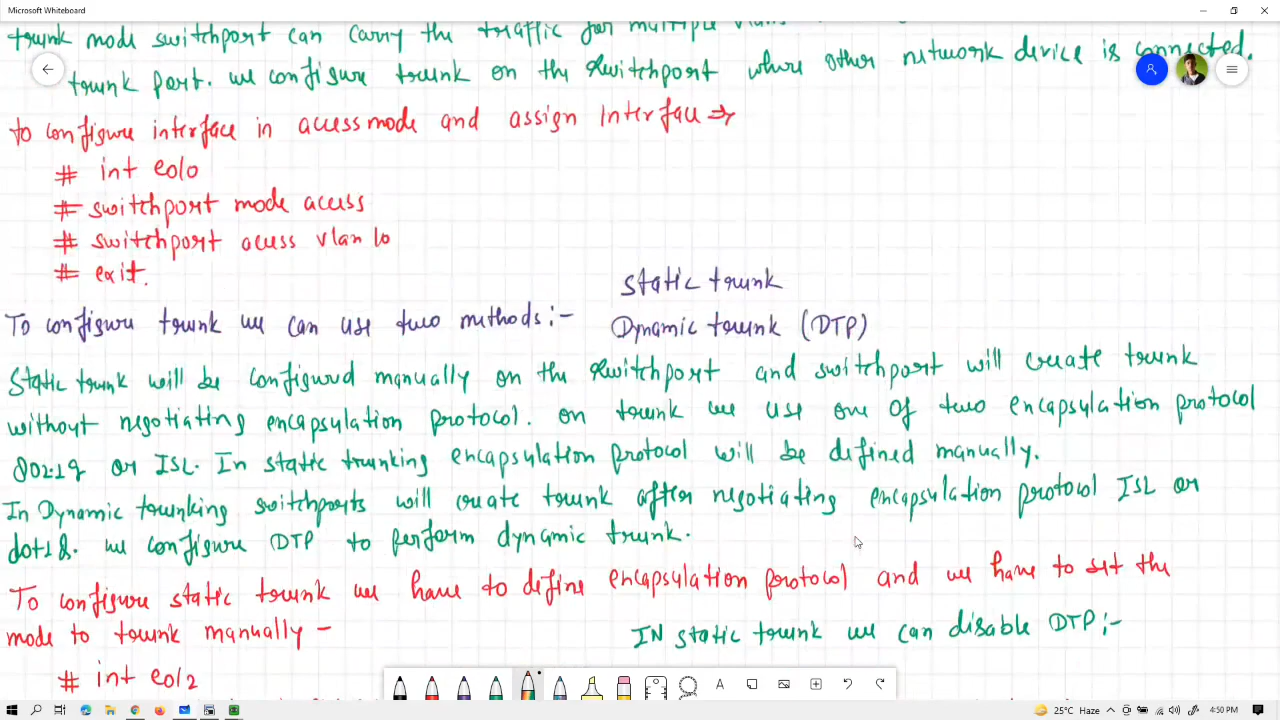 Microsoft Whiteboard
trunk mode switchport can carry the traffic for multiple vlans
trunk port. we configure trunk on the switchport where other network device is connected.
to configure interface in access mode and assign Interface ⇒
# int e0/0
# switchport mode access
# switchport access vlan 10
# exit.
static trunk
To configure trunk we can use two methods:- Dynamic trunk (DTP)
Static trunk will be configured manually on the switchport and switchport will create trunk
without negotiating encapsulation protocol. on trunk we use one of two encapsulation protocol
802.1q or ISL. In static trunking encapsulation protocol will be defined manually.
In Dynamic trunking switchports will create trunk after negotiating encapsulation protocol ISL or
dot1q. we configure DTP to perform dynamic trunk.
To configure static trunk we have to define encapsulation protocol and we have to set the
mode to trunk manually - IN static trunk we can disable DTP:-
# int e0/2
A
25°C Haze 4:50 PM